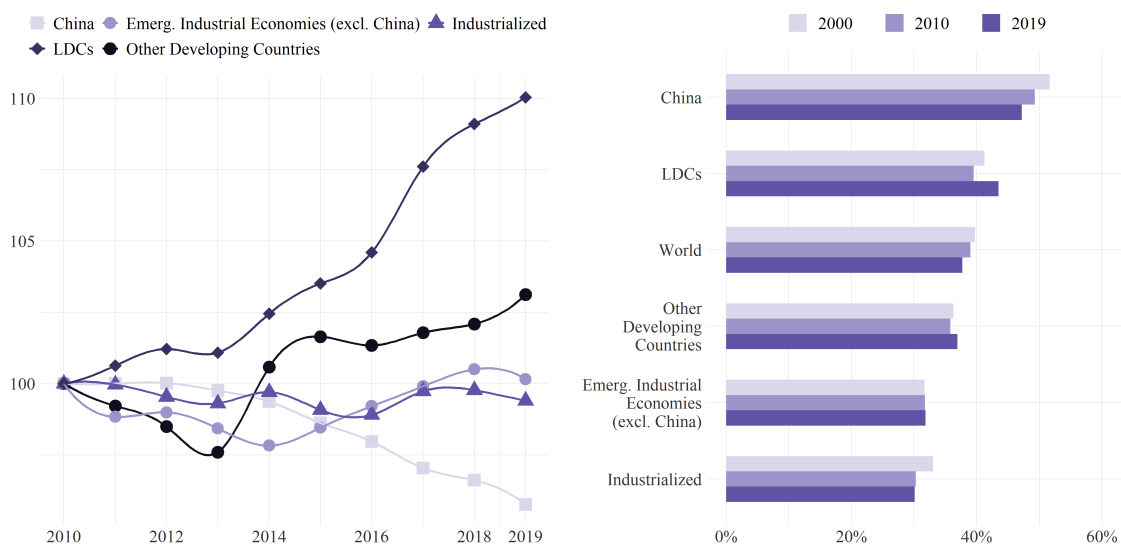 China Emerg. Industrial Economies (excl. China) Industrialized
LDCs Other Developing Countries
110
105
100
2010 2012 2014 2016 2018 2019
2000 2010 2019
China
LDCs
World
Other
Developing
Countries
Emerg. Industrial
Economies
(excl. China)
Industrialized
0% 20% 40% 60%